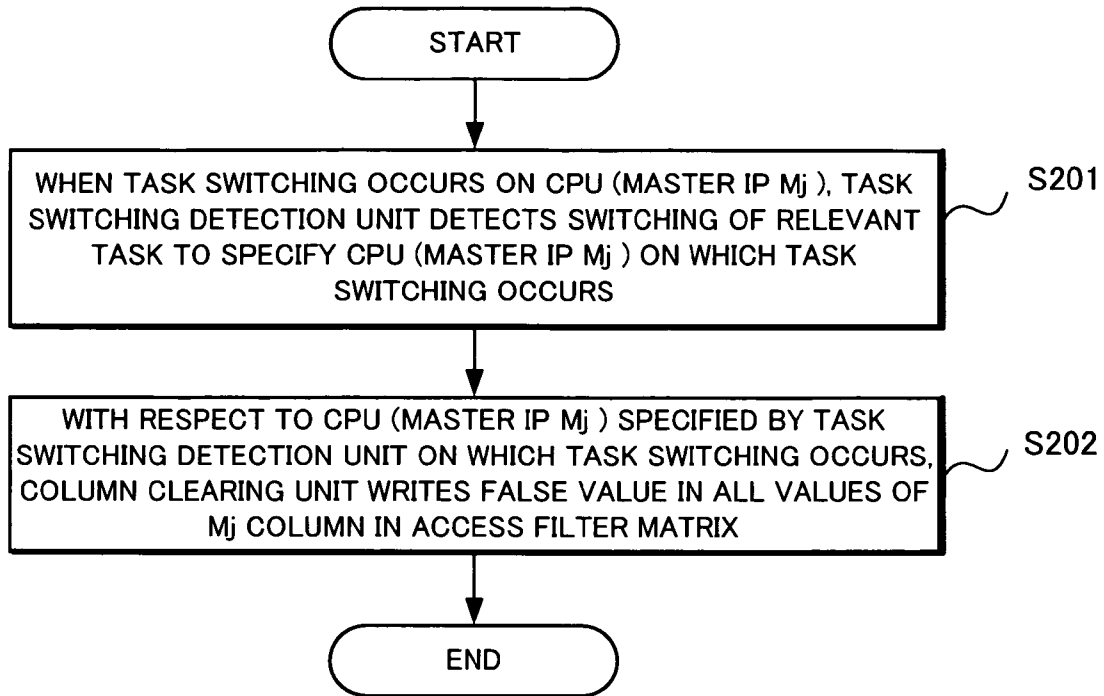 START
WHEN TASK SWITCHING OCCURS ON CPU (MASTER IP Mj ), TASK
SWITCHING DETECTION UNIT DETECTS SWITCHING OF RELEVANT
TASK TO SPECIFY CPU (MASTER IP Mj ) ON WHICH TASK
SWITCHING OCCURS
S201
WITH RESPECT TO CPU (MASTER IP Mj ) SPECIFIED BY TASK
SWITCHING DETECTION UNIT ON WHICH TASK SWITCHING OCCURS,
COLUMN CLEARING UNIT WRITES FALSE VALUE IN ALL VALUES OF
Mj COLUMN IN ACCESS FILTER MATRIX
S202
END